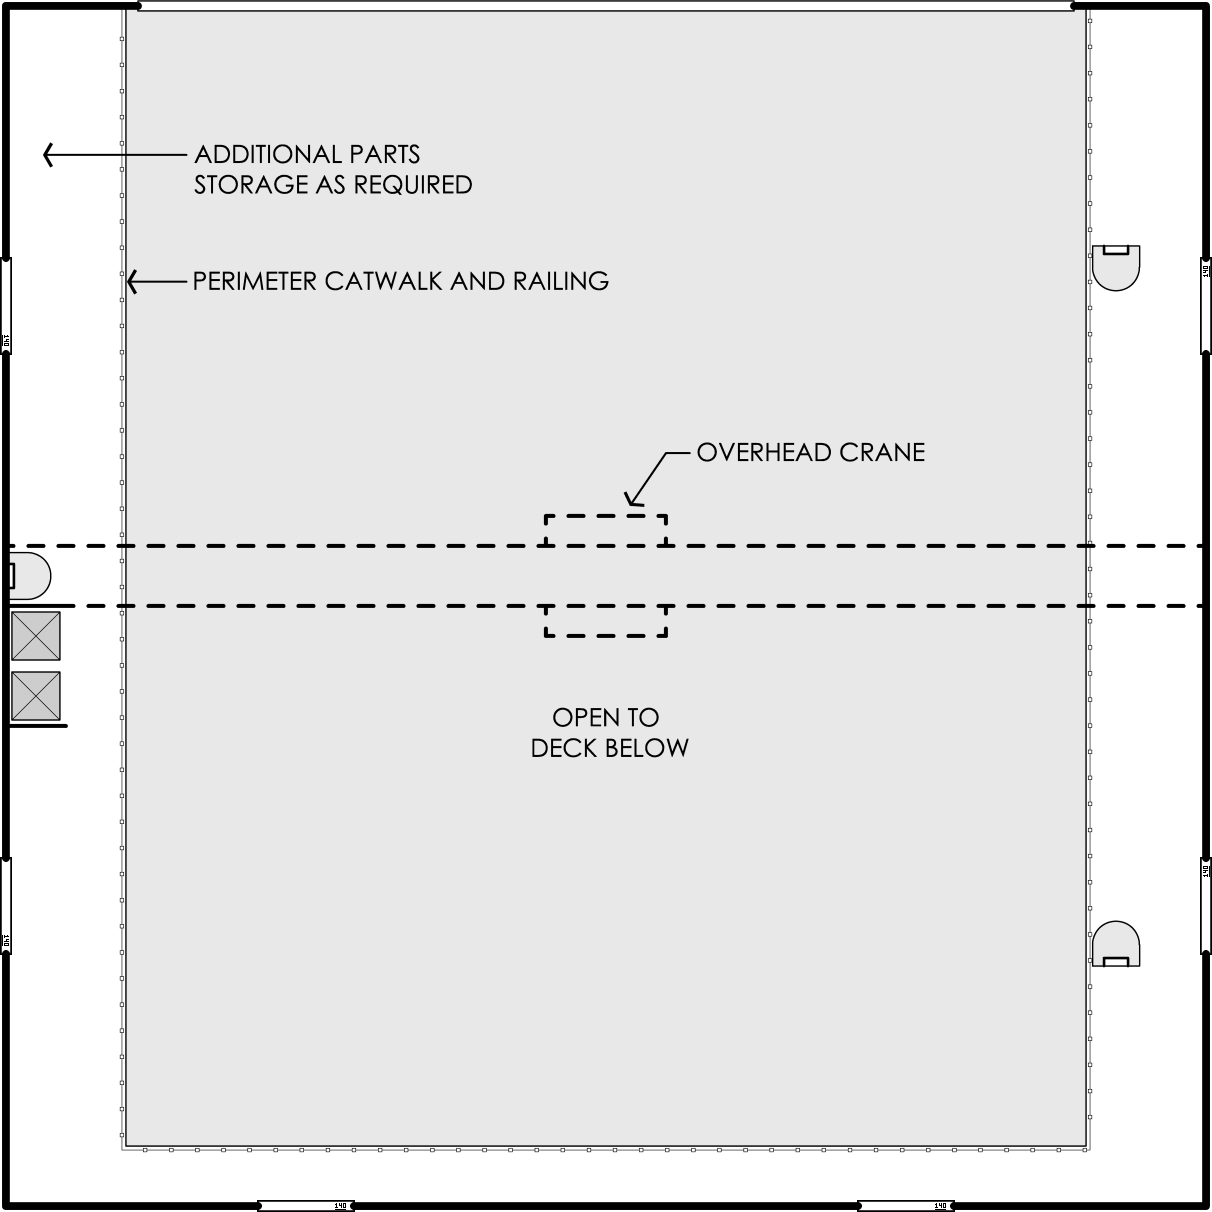 ADDITIONAL PARTS
STORAGE AS REQUIRED
PERIMETER CATWALK AND RAILING
140
140
OVERHEAD CRANE
OPEN TO
DECK BELOW
140
140
140
140